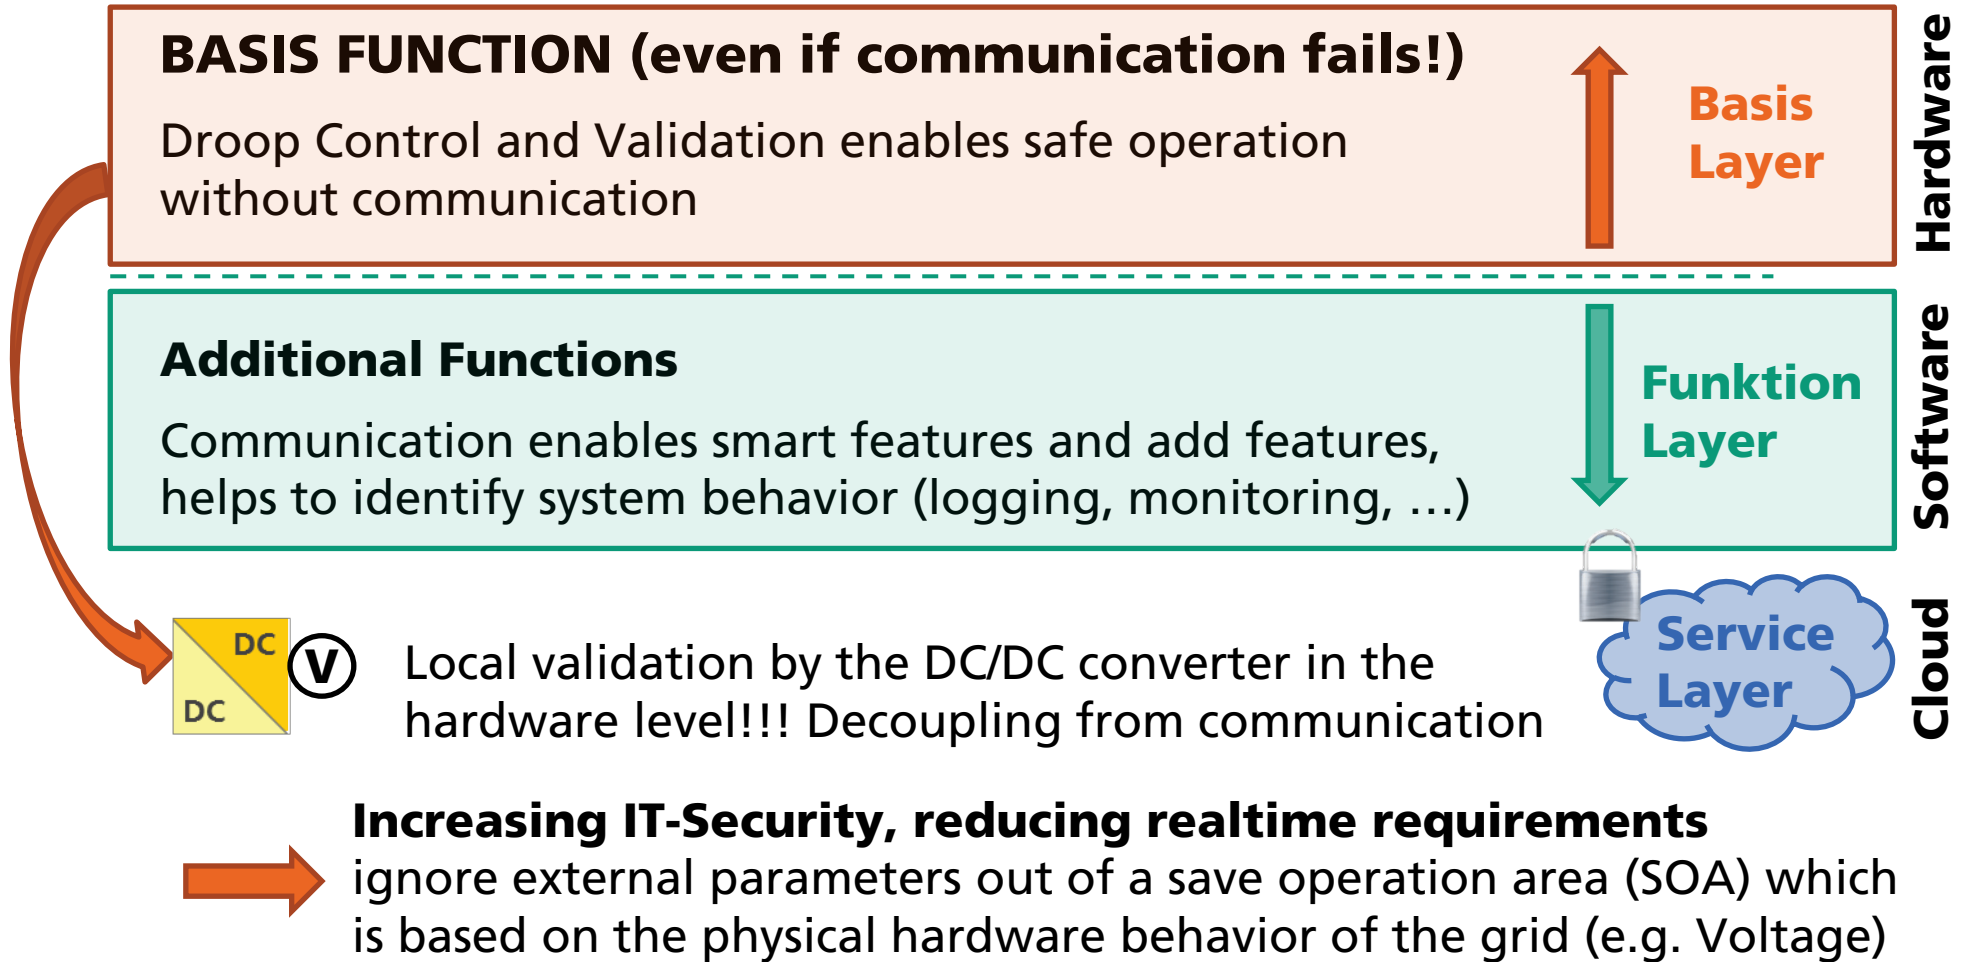 BASIS FUNCTION (even if communication fails!)
Droop Control and Validation enables safe operation
without communication
Basis
Layer
Hardware
Additional Functions
Communication enables smart features and add features,
helps to identify system behavior (logging, monitoring, …)
Funktion
Layer
Software
DC
DC
V
Local validation by the DC/DC converter in the
hardware level!!! Decoupling from communication
Service
Layer
Cloud
Increasing IT-Security, reducing realtime requirements
ignore external parameters out of a save operation area (SOA) which
is based on the physical hardware behavior of the grid (e.g. Voltage)